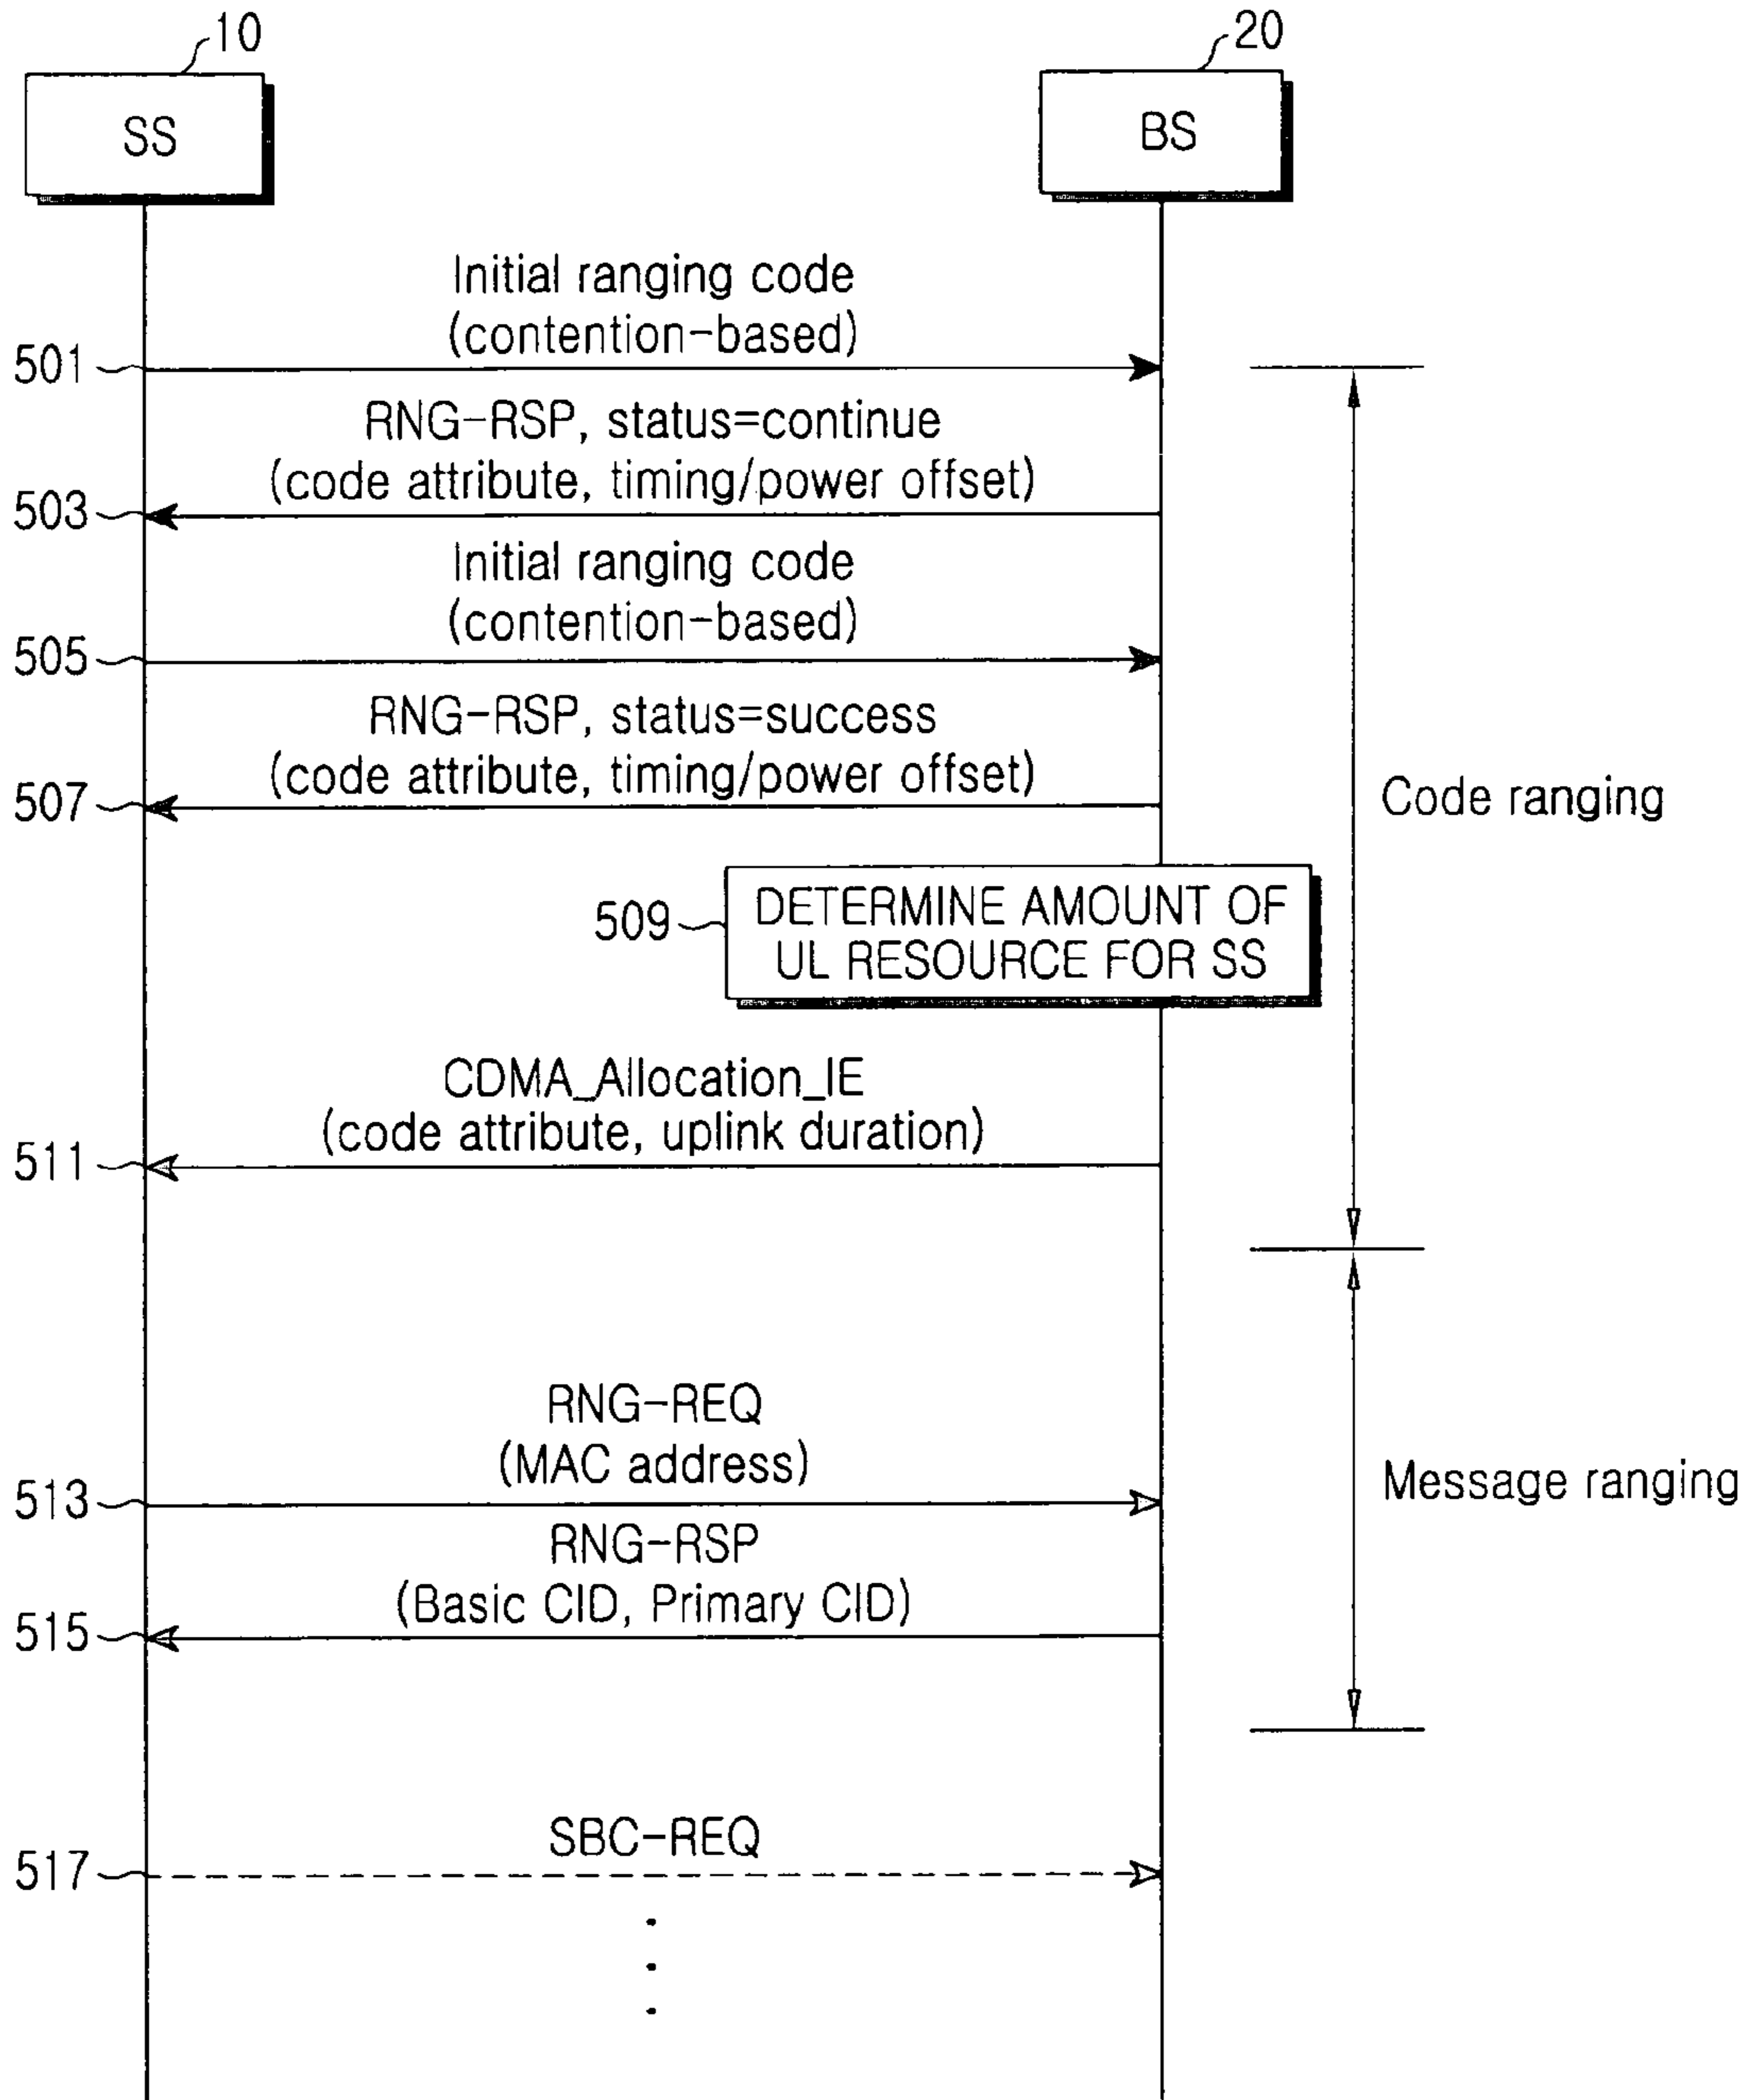 10
20
SS
BS
Initial ranging code
(contention-based)
501
RNG-RSP, status=continue
(code attribute, timing/power offset)
503
Initial ranging code
(contention-based)
505
RNG-RSP, status=success
(code attribute, timing/power offset)
507
Code ranging
509
DETERMINE AMOUNT OF
UL RESOURCE FOR SS
CDMA_Allocation_IE
(code attribute, uplink duration)
511
RNG-REQ
(MAC address)
513
Message ranging
RNG-RSP
(Basic CID, Primary CID)
515
SBC-REQ
517